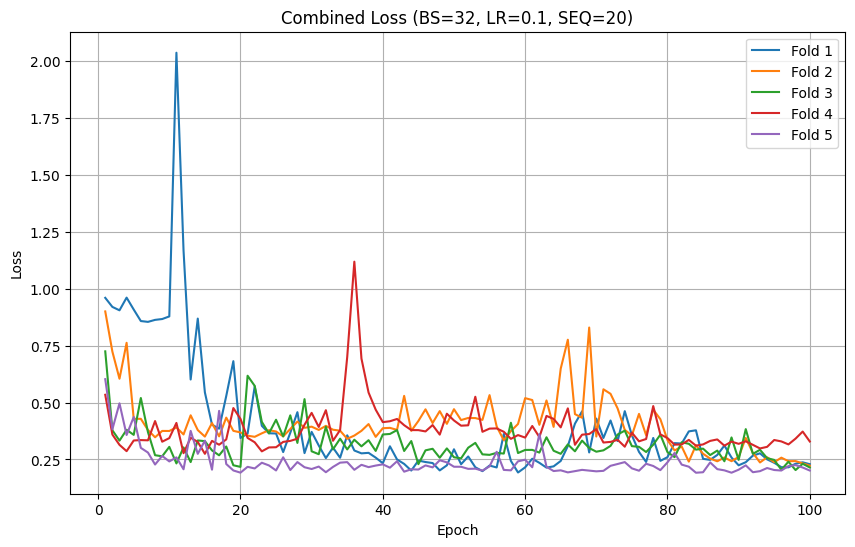 Combined Loss (BS=32, LR=0.1, SEQ=20)
Fold 1
Fold 2
Fold 3
Fold 4
Fold 5
Loss
2.00
1.75
1.50
1.25
1.00
0.75
0.50
0.25
0
20
40
60
80
100
Epoch